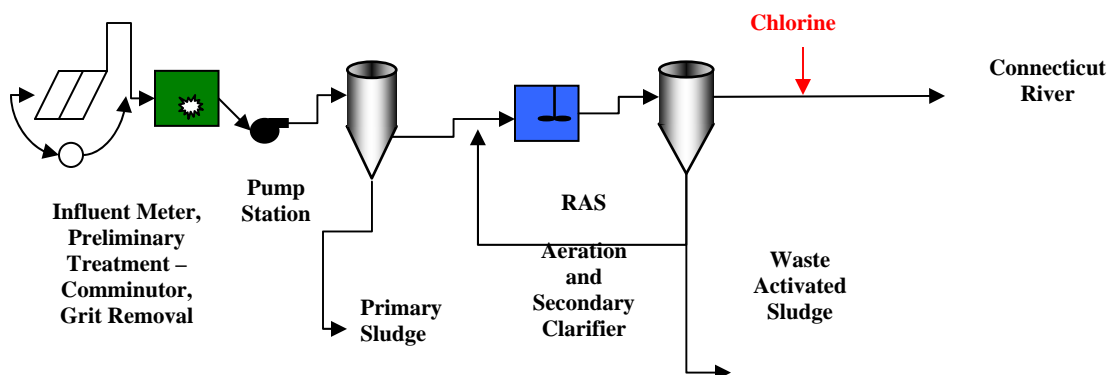 Chlorine
Connecticut
River
Pump
Station
Influent Meter,
Preliminary
Treatment –
Comminutor,
Grit Removal
Primary
Sludge
RAS
Aeration
and
Secondary
Clarifier
Waste
Activated
Sludge